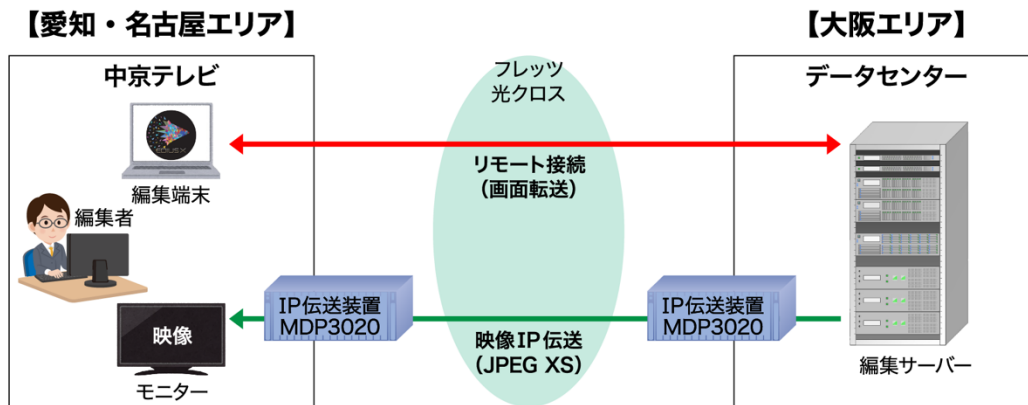 【愛知・名古屋エリア】
【大阪エリア】
中京テレビ
フレッツ
光クロス
データセンター
EDIUS X
リモート接続
(画面転送)
編集端末
編集者
IP伝送装置
MDP3020
IP伝送装置
MDP3020
映像
映像IP伝送
(JPEG XS)
モニター
編集サーバー